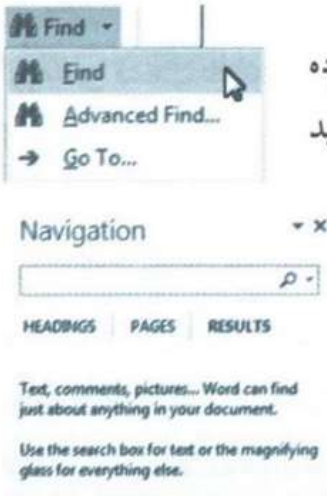 Find
Find
Advanced Find...
Go To...
Navigation
HEADINGS PAGES RESULTS
Text, comments, pictures... Word can find
just about anything in your document.
Use the search box for text or the magnifying
glass for everything else.